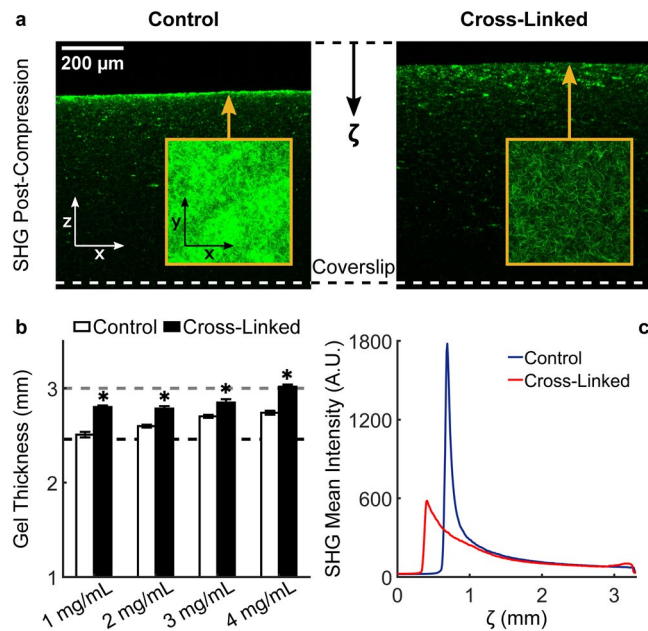 a
Control
Cross-Linked
SHG Post-Compression
200 μm
ζ
z
x
y
x
Coverslip
b
Control
Cross-Linked
Gel Thickness (mm)
3
2
1
* * * *
1 mg/mL
2 mg/mL
3 mg/mL
4 mg/mL
c
SHG Mean Intensity (A.U.)
1800
1200
600
0
Control
Cross-Linked
0 1 2 3
ζ (mm)